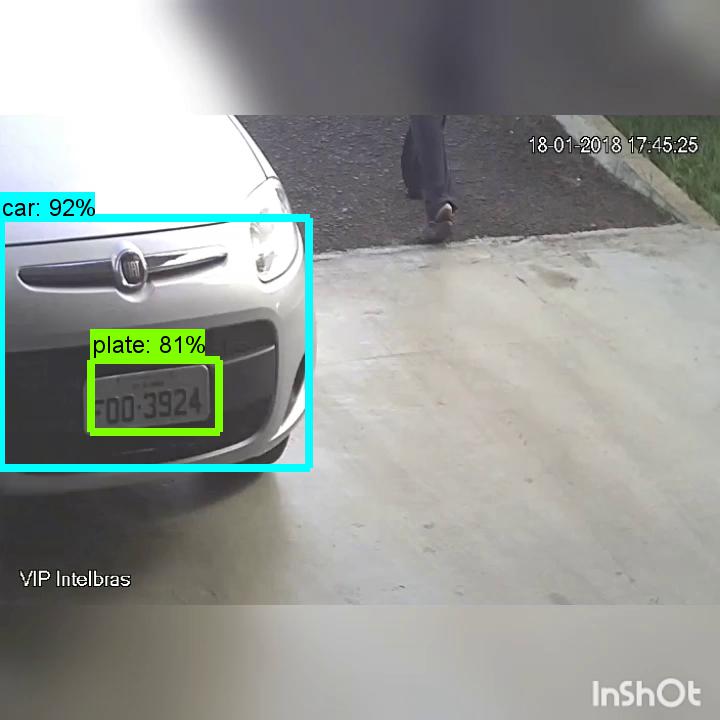 18-01-2018 17:45:25
car: 92%
plate: 81%
FOO·3924
VIP Intelbras
InShOt